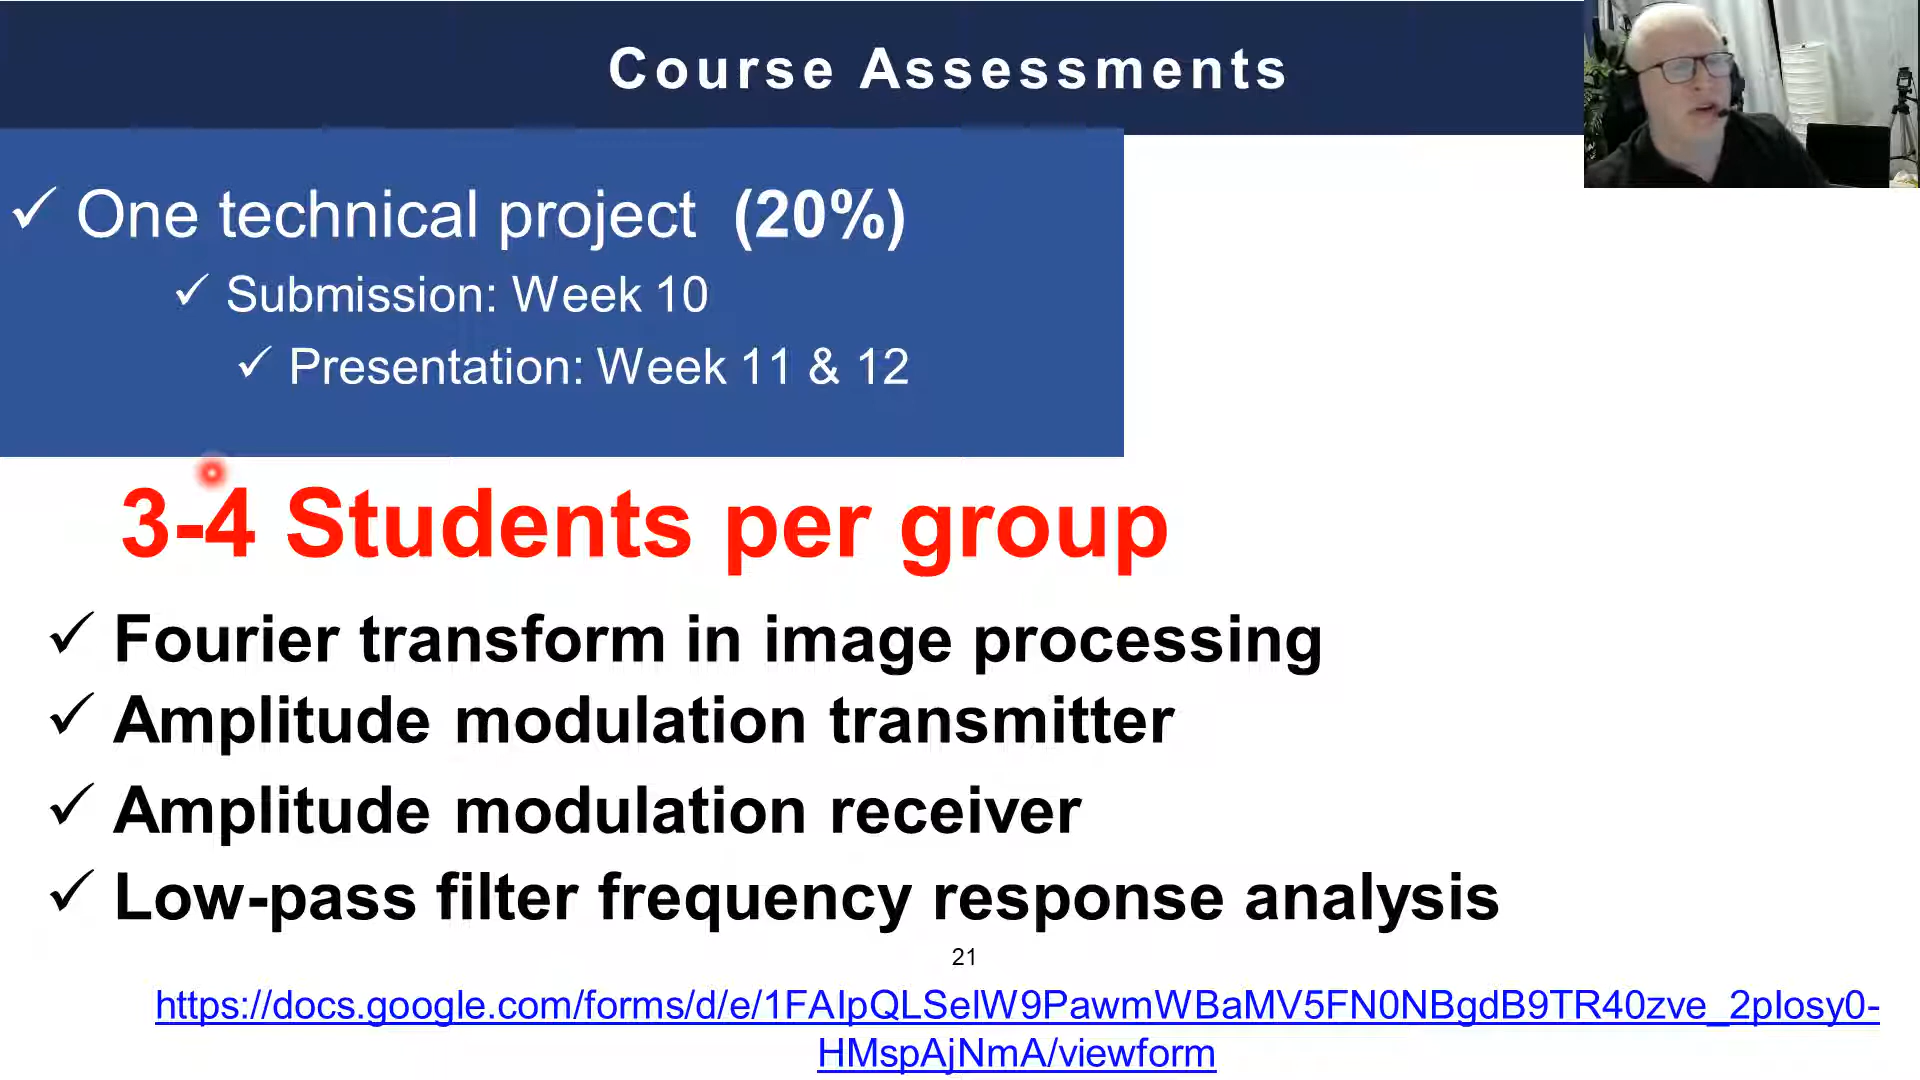 Course Assessments
✓ One technical project (20%)
✓ Submission: Week 10
✓ Presentation: Week 11 & 12
3-4 Students per group
✓ Fourier transform in image processing
✓ Amplitude modulation transmitter
✓ Amplitude modulation receiver
✓ Low-pass filter frequency response analysis
21
https://docs.google.com/forms/d/e/1FAIpQLSelW9PawmWBaMV5FN0NBgdB9TR40zve_2pIosy0-
HMspAjNmA/viewform